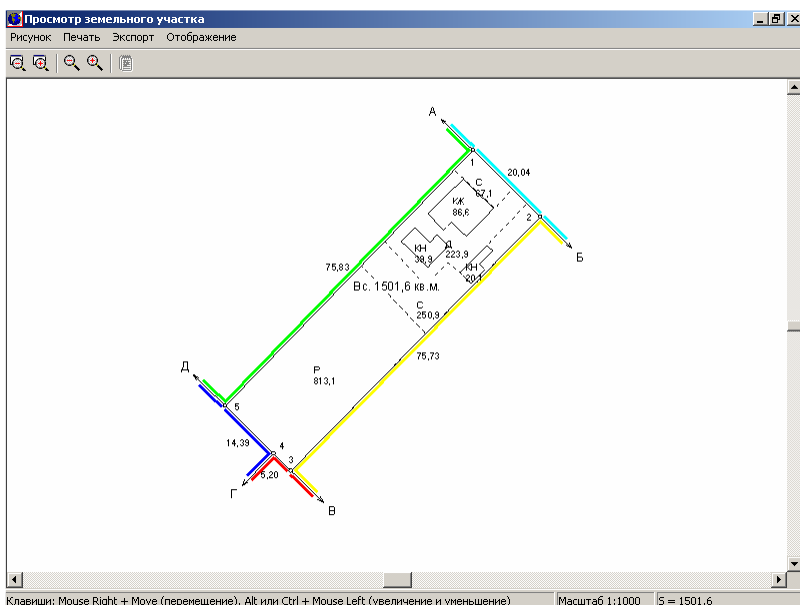 Просмотр земельного участка
Рисунок Печать Экспорт Отображение
А
1
20,04
С
67,1
КЖ
86,6
2
Б
КН
39,9
Д
223,9
КН
20,1
75,83
Вс. 1501,6 кв.м.
С
250,9
75,73
Р
813,1
Д
5
14,39
4
3
5,20
Г
В
Клавиши: Mouse Right + Move (перемещение), Alt или Ctrl + Mouse Left (увеличение и уменьшение)
Масштаб 1:1000
S = 1501.6